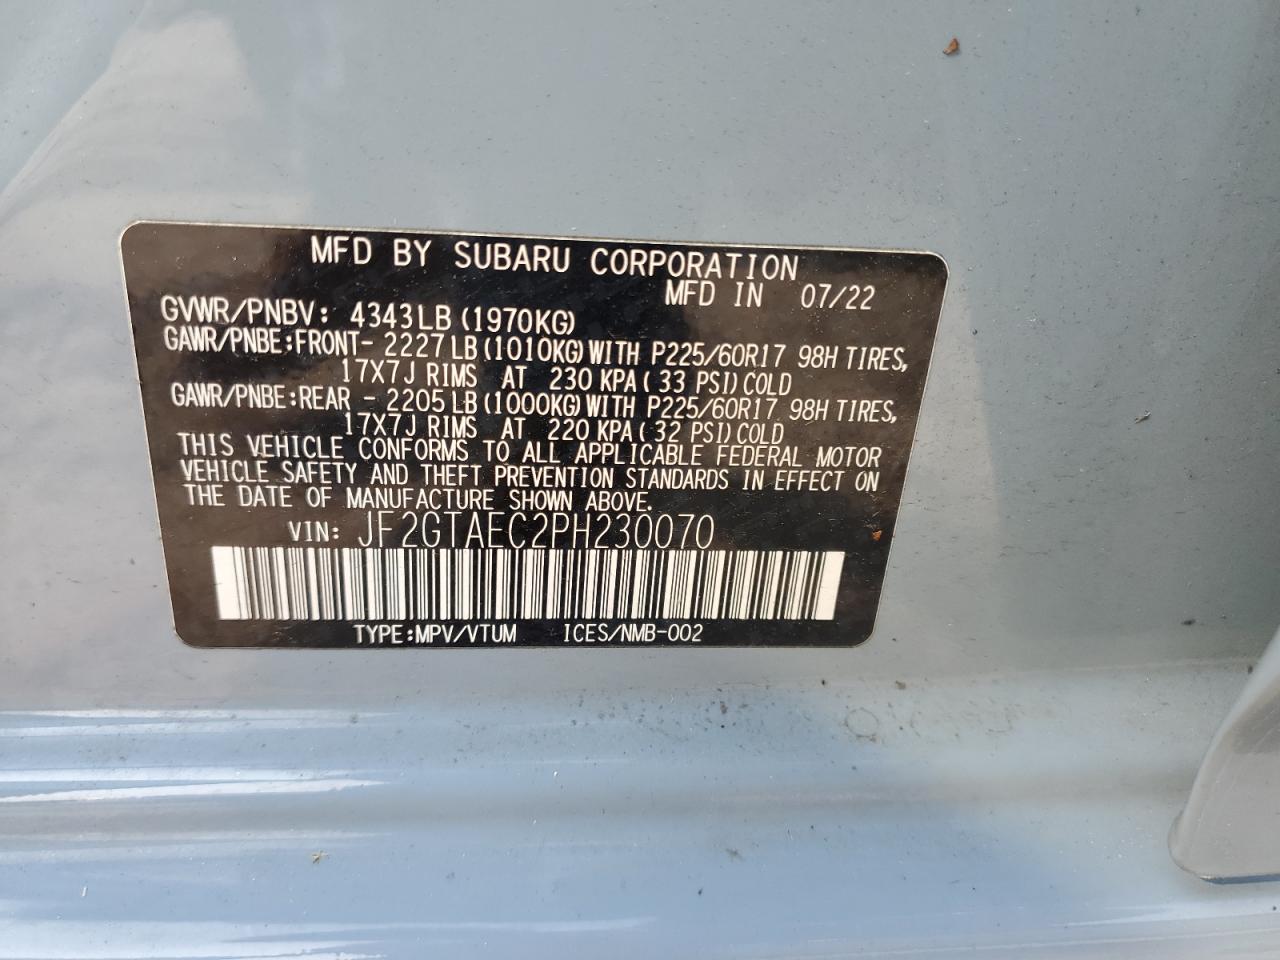 MFD BY SUBARU CORPORATION
MFD IN 07/22
GVWR/PNBV: 4343LB (1970KG)
GAWR/PNBE:FRONT- 2227LB(1010KG)WITH P225/60R17 98H TIRES,
17X7J RIMS AT 230 KPA( 33 PSI)COLD
GAWR/PNBE:REAR - 2205LB(1000KG)WITH P225/60R17 98H TIRES,
17X7J RIMS AT 220 KPA( 32 PSI)COLD
THIS VEHICLE CONFORMS TO ALL APPLICABLE FEDERAL MOTOR
VEHICLE SAFETY AND THEFT PREVENTION STANDARDS IN EFFECT ON
THE DATE OF MANUFACTURE SHOWN ABOVE.
VIN: JF2GTAEC2PH230070
TYPE:MPV/VTUM ICES/NMB-002